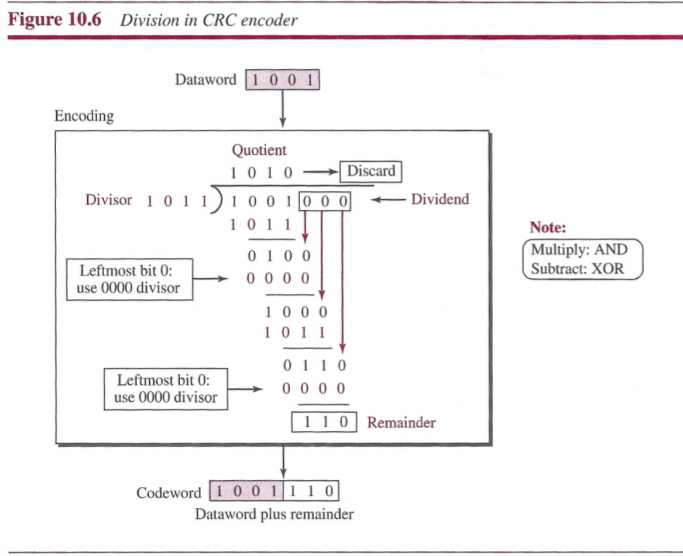 Figure 10.6 Division in CRC encoder
Dataword 1 0 0 1
Encoding
Quotient
1 0 1 0 Discard
Divisor 1 0 1 1 1 0 0 1 0 0 0 Dividend
1 0 1 1
0 1 0 0
Leftmost bit 0:
use 0000 divisor
0 0 0 0
1 0 0 0
1 0 1 1
0 1 1 0
Leftmost bit 0:
use 0000 divisor
0 0 0 0
1 1 0 Remainder
Note:
Multiply: AND
Subtract: XOR
Codeword 1 0 0 1 1 1 0
Dataword plus remainder